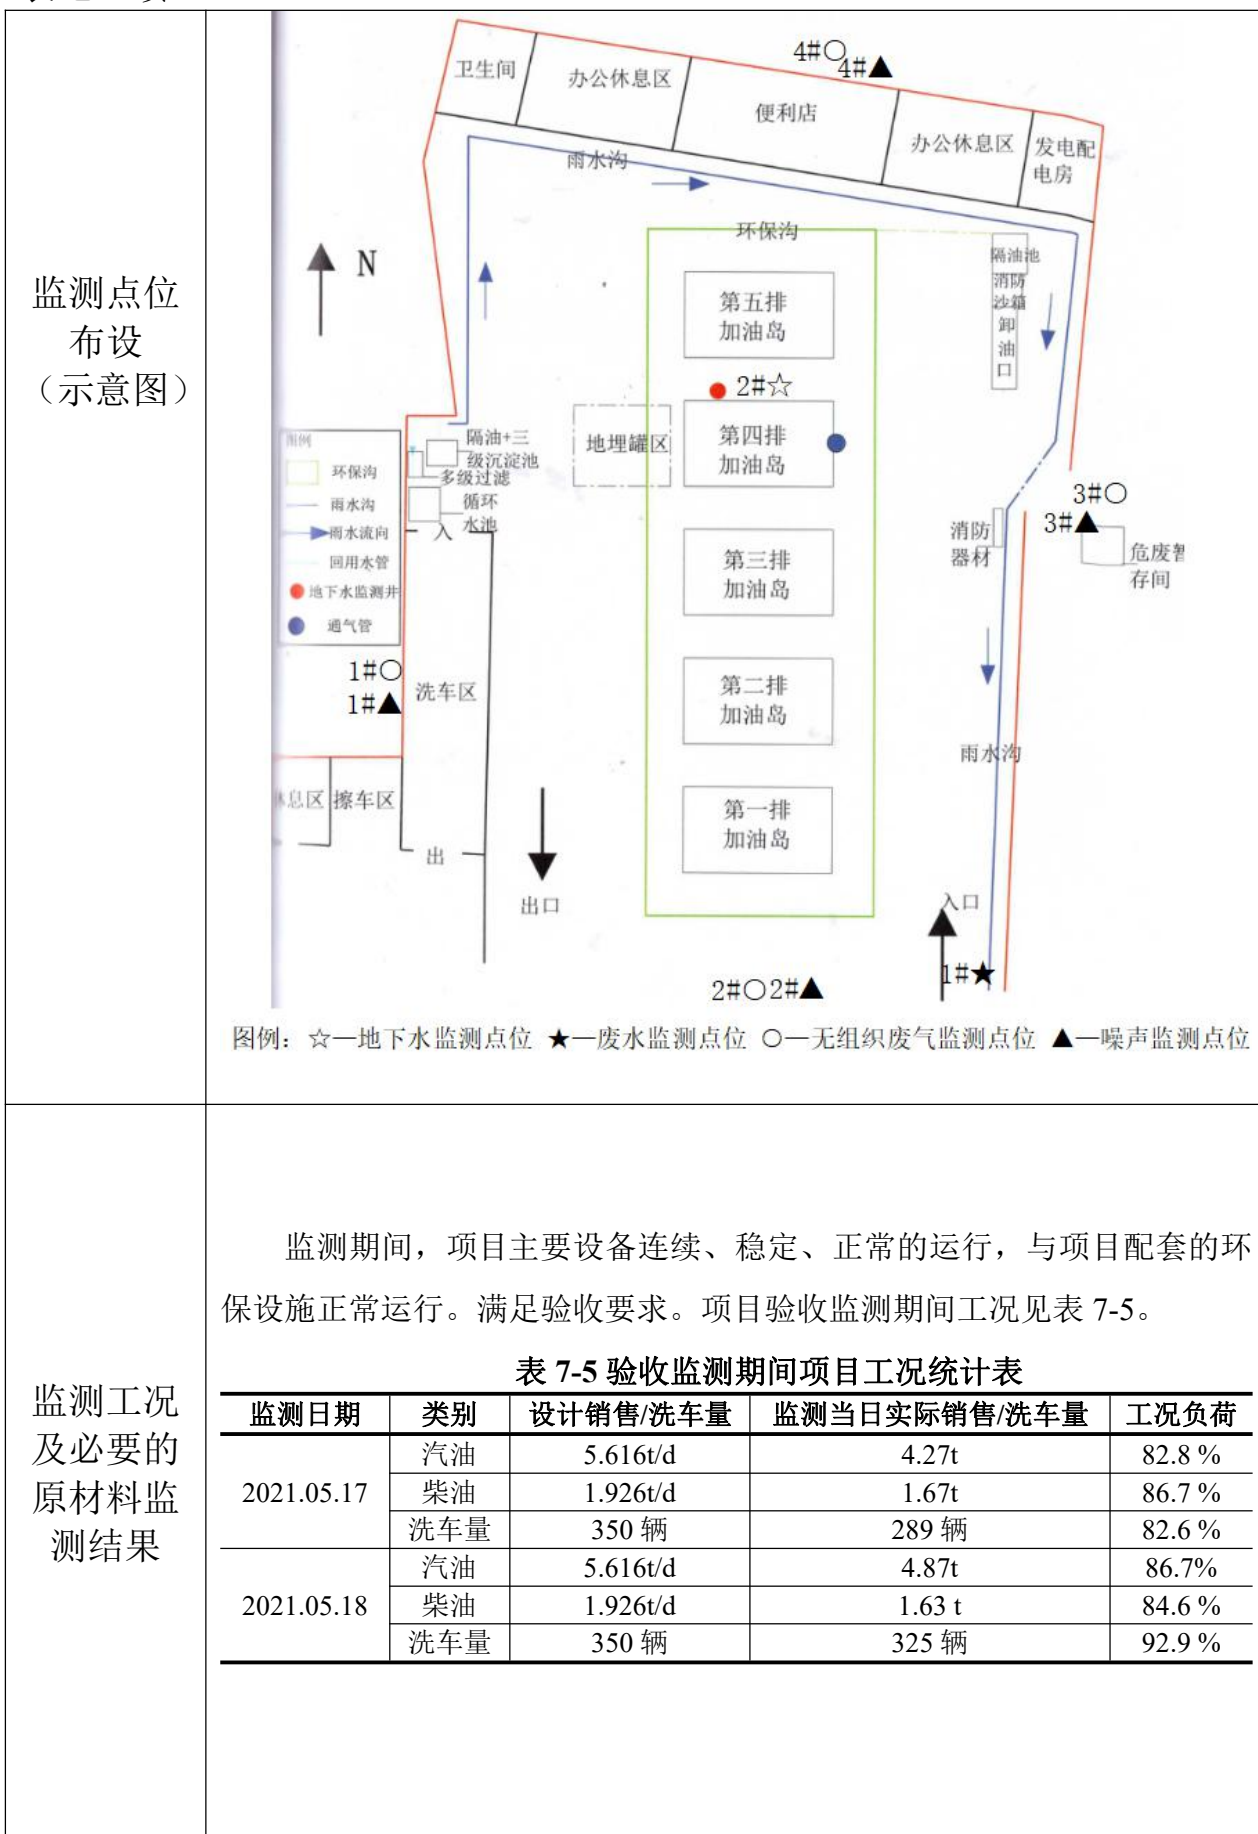 监测点位
布设
（示意图）
4#○
4#▲
卫生间
办公休息区
便利店
办公休息区
发电配
电房
雨水沟
环保沟
N
隔油池
消防
沙箱
卸
油
口
第五排
加油岛
2#☆
第四排
加油岛
地埋罐区
图例
环保沟
雨水沟
雨水流向
回用水管
地下水监测井
通气管
隔油+三
级沉淀池
多级过滤
循环
水池
入
3#○
3#▲
消防
器材
危废暂
存间
第三排
加油岛
1#○
1#▲
洗车区
第二排
加油岛
雨水沟
息区
擦车区
第一排
加油岛
出
出口
入口
1#★
2#○2#▲
图例：☆—地下水监测点位 ★—废水监测点位 ○—无组织废气监测点位 ▲—噪声监测点位
监测工况
及必要的
原材料监
测结果
监测期间，项目主要设备连续、稳定、正常的运行，与项目配套的环
保设施正常运行。满足验收要求。项目验收监测期间工况见表 7-5。
表 7-5 验收监测期间项目工况统计表
监测日期 类别 设计销售/洗车量 监测当日实际销售/洗车量 工况负荷
2021.05.17 汽油 5.616t/d 4.27t 82.8 %
柴油 1.926t/d 1.67t 86.7 %
洗车量 350 辆 289 辆 82.6 %
2021.05.18 汽油 5.616t/d 4.87t 86.7%
柴油 1.926t/d 1.63 t 84.6 %
洗车量 350 辆 325 辆 92.9 %